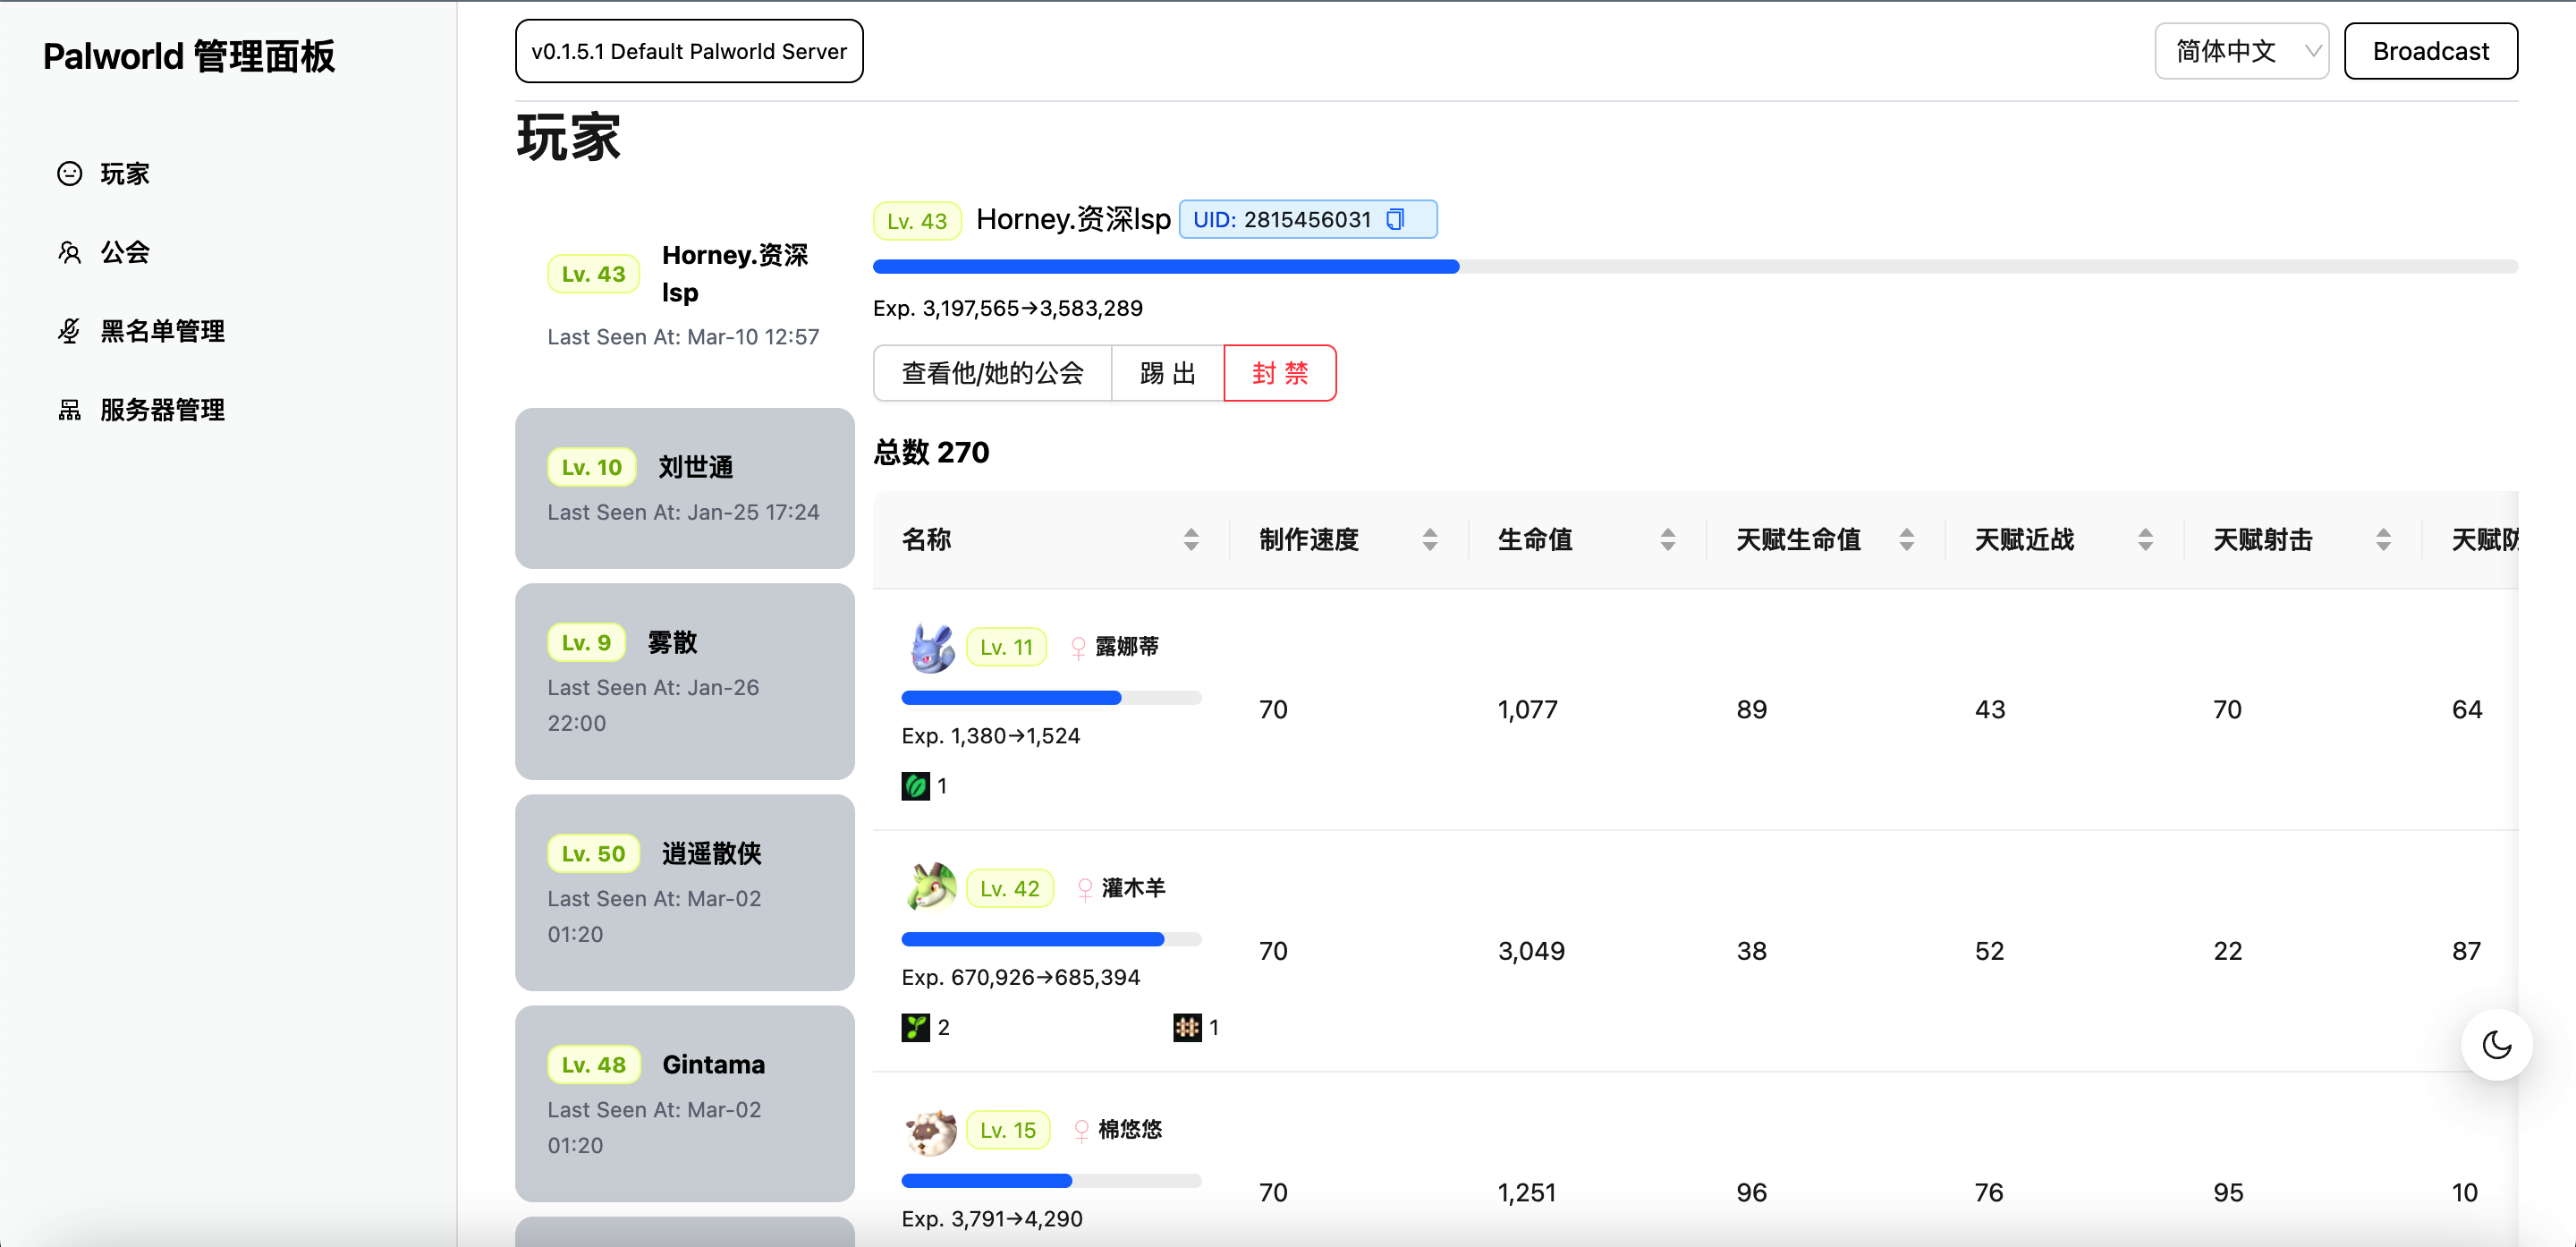 Palworld 管理面板
玩家
公会
黑名单管理
服务器管理
v0.1.5.1 Default Palworld Server
简体中文
Broadcast
玩家
Lv. 43
Horney.资深
lsp
Last Seen At: Mar-10 12:57
Lv. 10 刘世通
Last Seen At: Jan-25 17:24
Lv. 9 雾散
Last Seen At: Jan-26
22:00
Lv. 50 逍遥散侠
Last Seen At: Mar-02
01:20
Lv. 48 Gintama
Last Seen At: Mar-02
01:20
Lv. 43 Horney.资深lsp UID: 2815456031
Exp. 3,197,565→3,583,289
查看他/她的公会 踢 出 封 禁
总数 270
名称 制作速度 生命值 天赋生命值 天赋近战 天赋射击 天赋防
Lv. 11 ♀ 露娜蒂
70 1,077 89 43 70 64
Exp. 1,380→1,524
1
Lv. 42 ♀ 灌木羊
70 3,049 38 52 22 87
Exp. 670,926→685,394
2 1
Lv. 15 ♀ 棉悠悠
70 1,251 96 76 95 10
Exp. 3,791→4,290